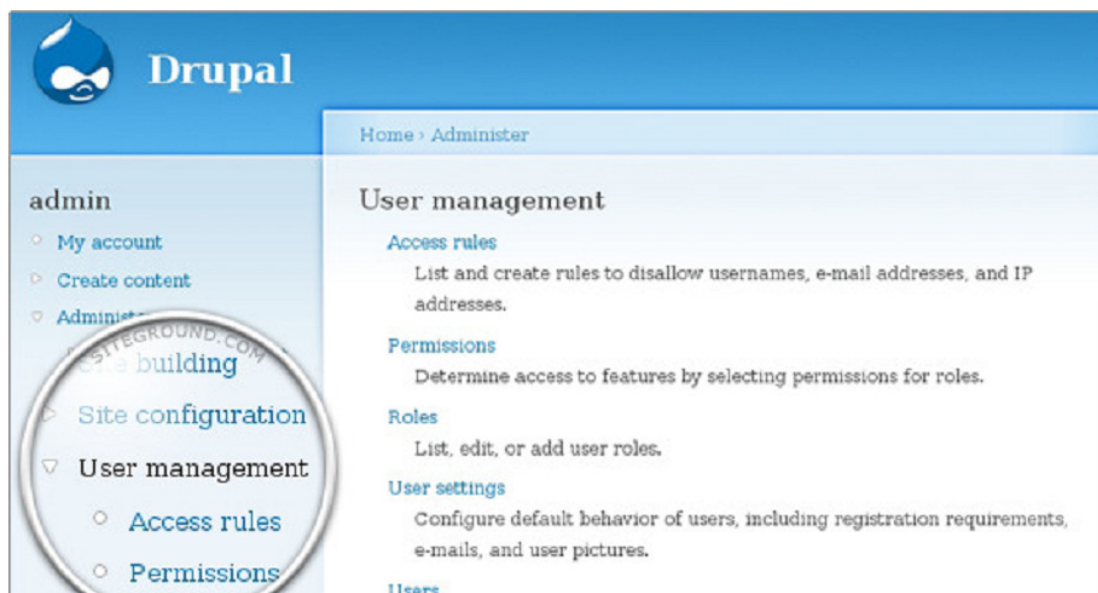 Drupal
Home › Administer
admin
My account
Create content
Administer
SITEGROUND.COM
building
Site configuration
User management
Access rules
Permissions
User management
Access rules
List and create rules to disallow usernames, e-mail addresses, and IP
addresses.
Permissions
Determine access to features by selecting permissions for roles.
Roles
List, edit, or add user roles.
User settings
Configure default behavior of users, including registration requirements,
e-mails, and user pictures.
Users